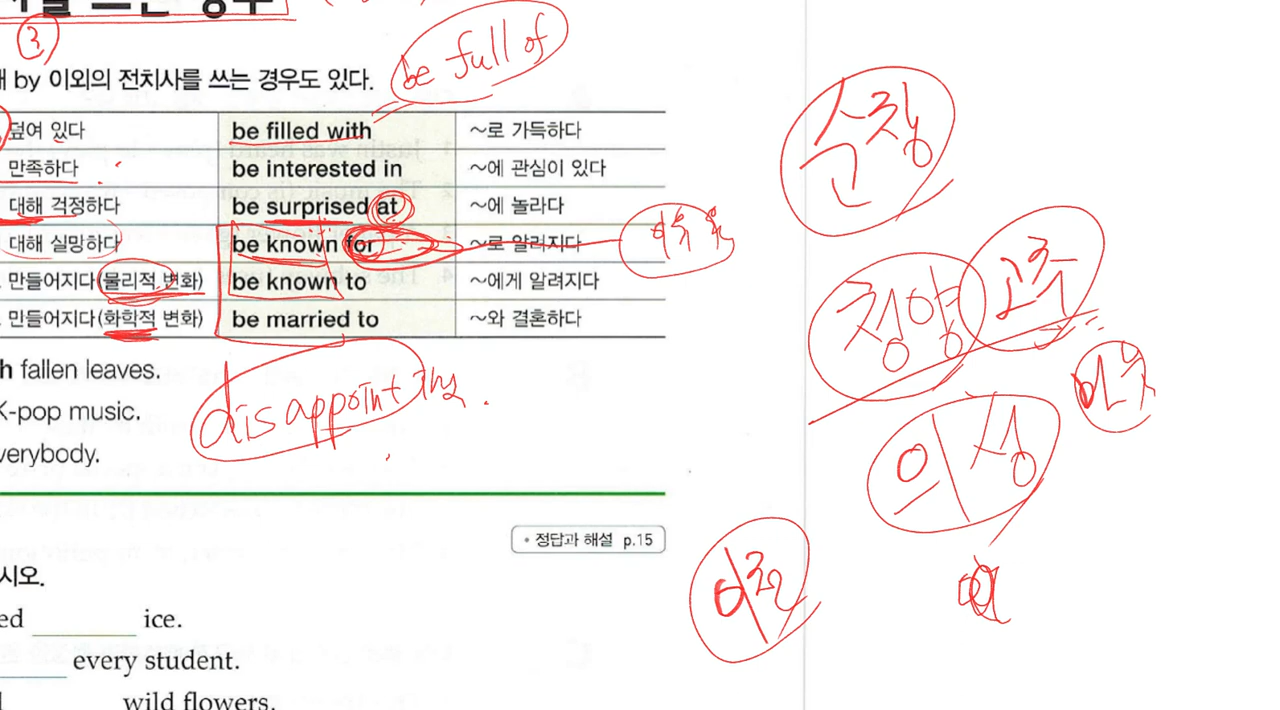 ③
be full of
by 이외의 전치사를 쓰는 경우도 있다.
덮여 있다 be filled with ~로 가득하다
만족하다 be interested in ~에 관심이 있다
대해 걱정하다 be surprised at ~에 놀라다
대해 실망하다 be known for ~로 알려지다
만들어지다(물리적 변화) be known to ~에게 알려지다
만들어지다(화학적 변화) be married to ~와 결혼하다
순창
청양 고추
의성
이천
disappointing.
fallen leaves.
K-pop music.
• 정답과 해설 p.15
시오.
ice.
every student.
wild flowers.